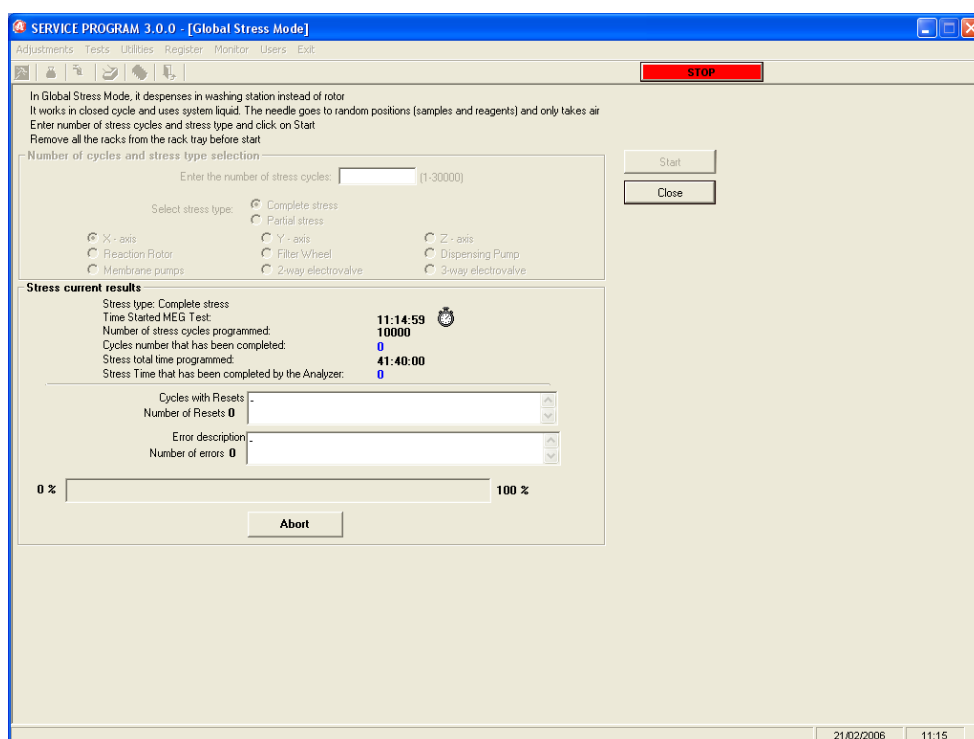 SERVICE PROGRAM 3.0.0 - [Global Stress Mode]
Adjustments Tests Utilities Register Monitor Users Exit
STOP
In Global Stress Mode, it despenses in washing station instead of rotor
It works in closed cycle and uses system liquid. The needle goes to random positions (samples and reagents) and only takes air
Enter number of stress cycles and stress type and click on Start
Remove all the racks from the rack tray before start
Number of cycles and stress type selection
Enter the number of stress cycles: (1-30000)
Start
Close
Select stress type: Complete stress
Partial stress
X - axis Y - axis Z - axis
Reaction Rotor Filter Wheel Dispensing Pump
Membrane pumps 2-way electrovalve 3-way electrovalve
Stress current results
Stress type: Complete stress
Time Started MEG Test: 11:14:59
Number of stress cycles programmed: 10000
Cycles number that has been completed: 0
Stress total time programmed: 41:40:00
Stress Time that has been completed by the Analyzer: 0
Cycles with Resets -
Number of Resets 0
Error description -
Number of errors 0
0 % 100 %
Abort
21/02/2006 11:15